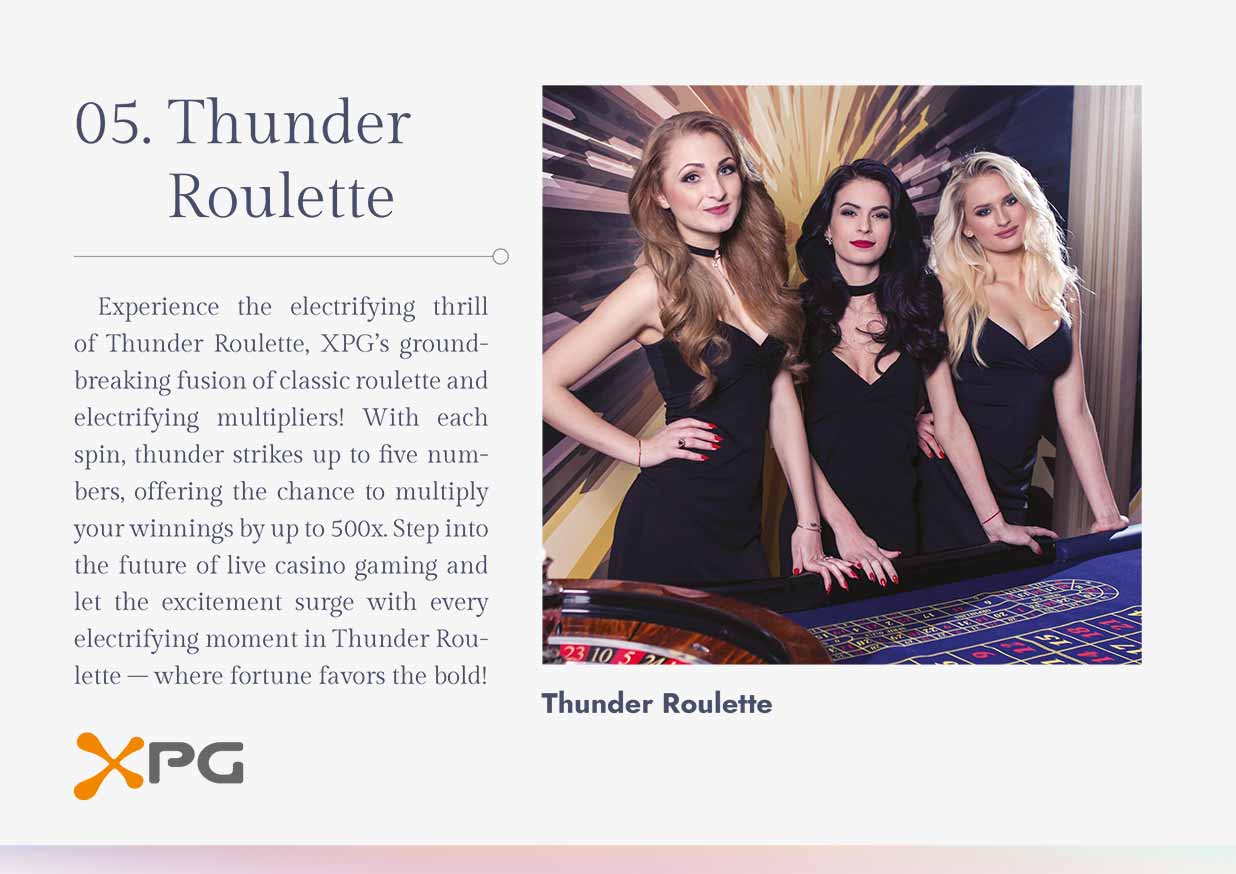 05. Thunder
Roulette
Experience the electrifying thrill
of Thunder Roulette, XPG’s ground-
breaking fusion of classic roulette and
electrifying multipliers! With each
spin, thunder strikes up to five num-
bers, offering the chance to multiply
your winnings by up to 500x. Step into
the future of live casino gaming and
let the excitement surge with every
electrifying moment in Thunder Rou-
lette — where fortune favors the bold!
XPG
23 10 5
Thunder Roulette